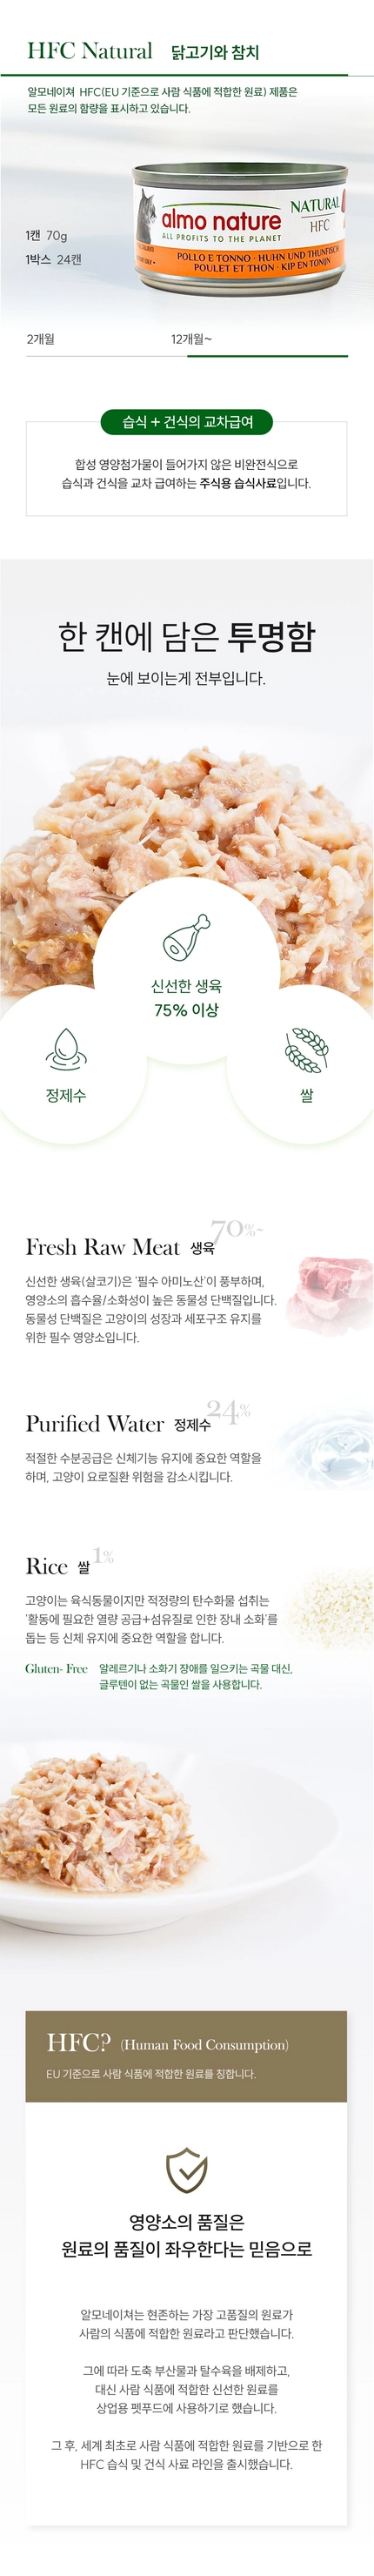 HFC Natural 닭고기와 참치
알모네이쳐 HFC(EU 기준으로 사람 식품에 적합한 원료) 제품은
모든 원료의 함량을 표시하고 있습니다.
1캔 70g
1박스 24캔
almo nature
ALL PROFITS TO THE PLANET
NATURAL
HFC
POLLO E TONNO · HUHN UND THUNFISCH
POULET ET THON · KIP EN TONIJN
2개월 12개월~
습식 + 건식의 교차급여
합성 영양첨가물이 들어가지 않은 비완전식으로
습식과 건식을 교차 급여하는 주식용 습식사료입니다.
한 캔에 담은 투명함
눈에 보이는게 전부입니다.
신선한 생육
75% 이상
정제수
쌀
Fresh Raw Meat 생육 70%~
신선한 생육(살코기)은 '필수 아미노산'이 풍부하며,
영양소의 흡수율/소화성이 높은 동물성 단백질입니다.
동물성 단백질은 고양이의 성장과 세포구조 유지를
위한 필수 영양소입니다.
Purified Water 정제수 24%
적절한 수분공급은 신체기능 유지에 중요한 역할을
하며, 고양이 요로질환 위험을 감소시킵니다.
Rice 쌀 1%
고양이는 육식동물이지만 적정량의 탄수화물 섭취는
'활동에 필요한 열량 공급+섬유질로 인한 장내 소화'를
돕는 등 신체 유지에 중요한 역할을 합니다.
Gluten- Free 알레르기나 소화기 장애를 일으키는 곡물 대신,
글루텐이 없는 곡물인 쌀을 사용합니다.
HFC? (Human Food Consumption)
EU 기준으로 사람 식품에 적합한 원료를 칭합니다.
영양소의 품질은
원료의 품질이 좌우한다는 믿음으로
알모네이쳐는 현존하는 가장 고품질의 원료가
사람의 식품에 적합한 원료라고 판단했습니다.
그에 따라 도축 부산물과 탈수육을 배제하고,
대신 사람 식품에 적합한 신선한 원료를
상업용 펫푸드에 사용하기로 했습니다.
그 후, 세계 최초로 사람 식품에 적합한 원료를 기반으로 한
HFC 습식 및 건식 사료 라인을 출시했습니다.